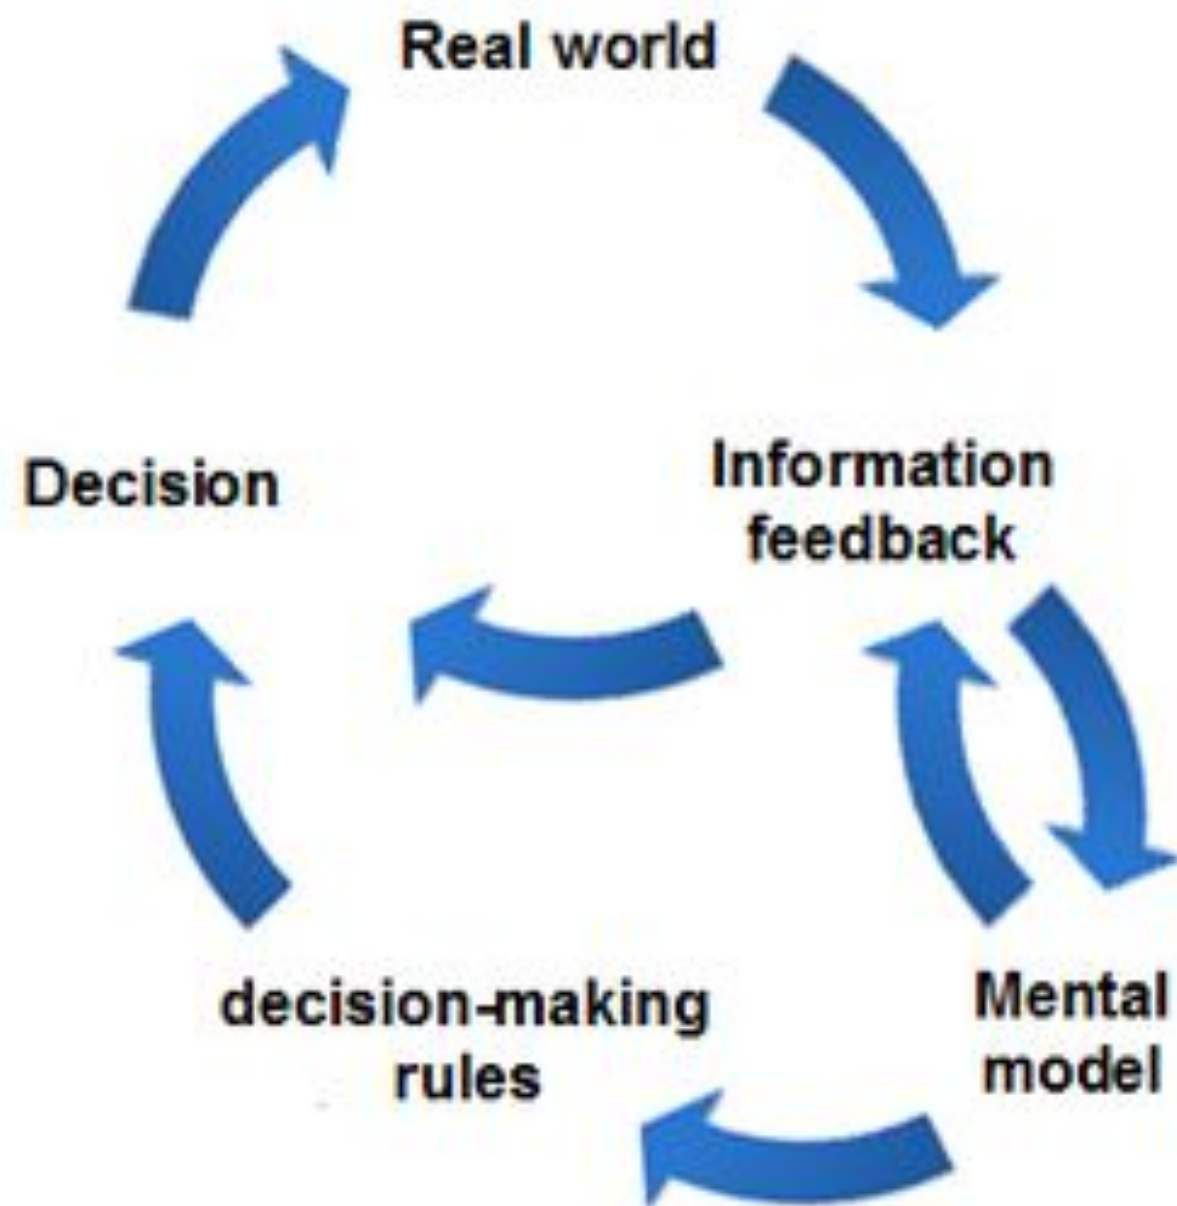 Real world
Decision
Information
feedback
decision-making
rules
Mental
model